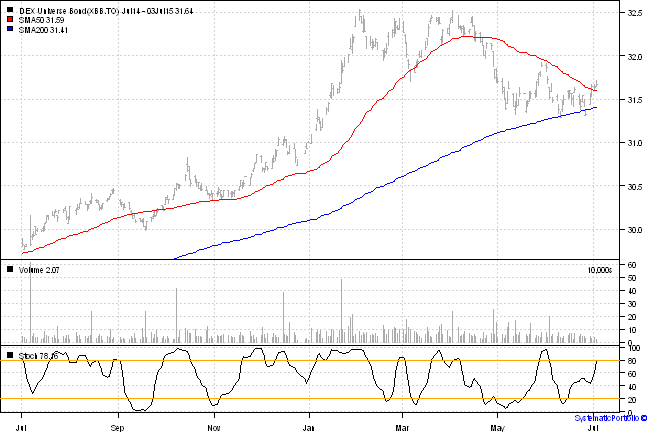 DEX Universe Bond(XBB.TO) Jul14 - 03Jul15 31.64
SMA50 31.59
SMA200 31.41
32.5
32.0
31.5
31.0
30.5
30.0
Volume 2.07
10,000s
60
50
40
30
20
10
0
Stoch 78.16
100
80
60
40
20
0
SystematicPortfolio ©
Jul Sep Nov Jan Mar May Jul